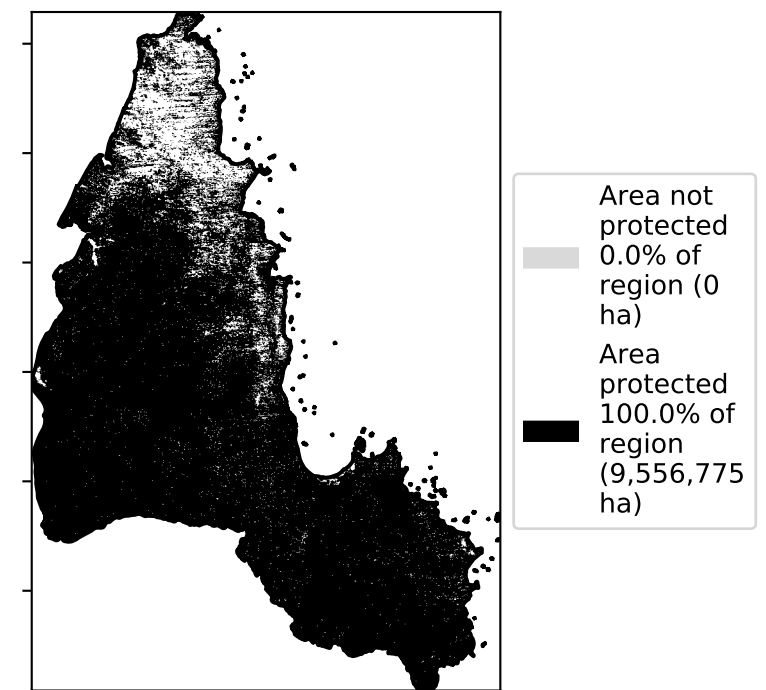 Area not
protected
0.0% of
region (0
ha)
Area
protected
100.0% of
region
(9,556,775
ha)